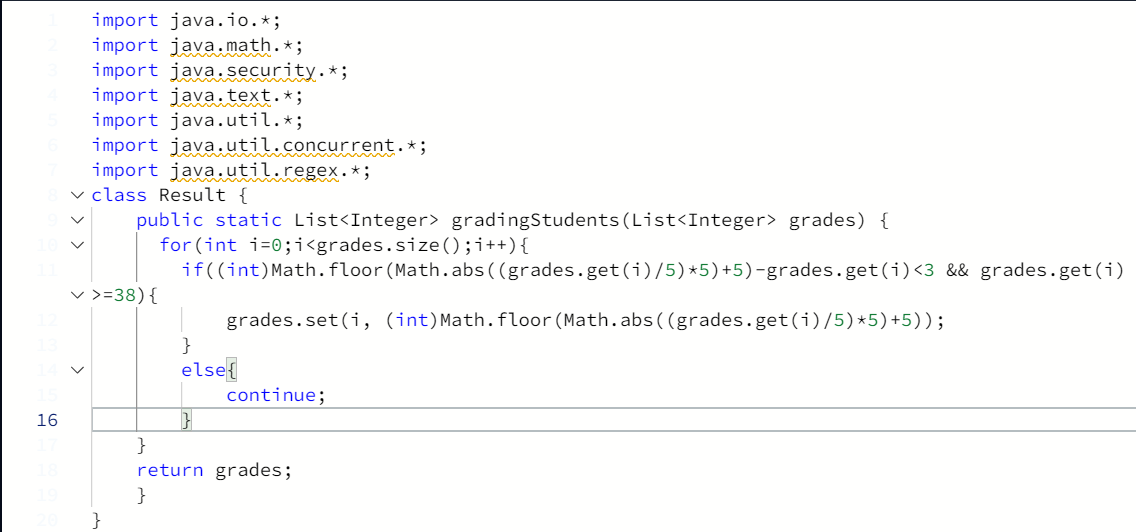 1 import java.io.*;
2 import java.math.*;
3 import java.security.*;
4 import java.text.*;
5 import java.util.*;
6 import java.util.concurrent.*;
7 import java.util.regex.*;
8 class Result {
9     public static List<Integer> gradingStudents(List<Integer> grades) {
10       for(int i=0;i<grades.size();i++){
11         if((int)Math.floor(Math.abs((grades.get(i)/5)*5)+5)-grades.get(i)<3 && grades.get(i)
>=38){
12             grades.set(i, (int)Math.floor(Math.abs((grades.get(i)/5)*5)+5));
13         }
14         else{
15             continue;
16         }
17     }
18     return grades;
19     }
20 }